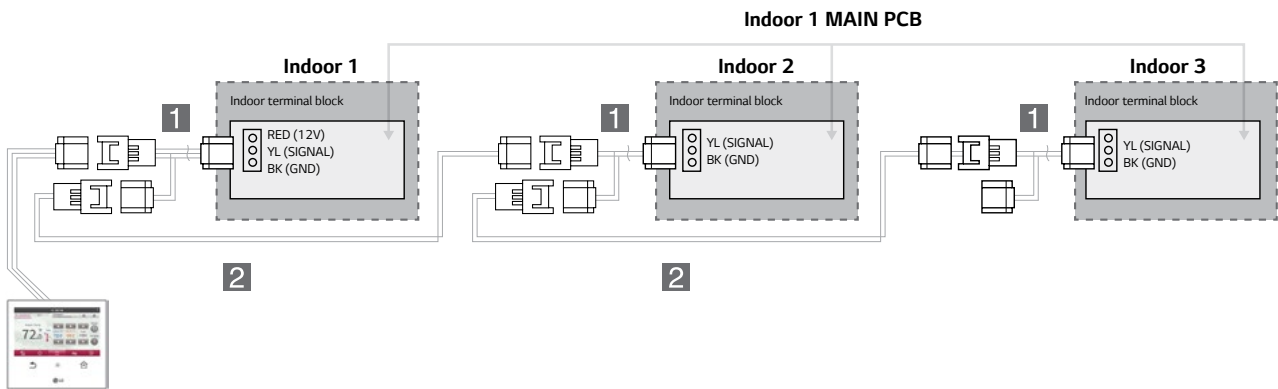 Indoor 1 MAIN PCB
Indoor 1
Indoor 2
Indoor 3
Indoor terminal block
Indoor terminal block
Indoor terminal block
1
1
1
RED (12V)
YL (SIGNAL)
BK (GND)
YL (SIGNAL)
BK (GND)
YL (SIGNAL)
BK (GND)
2
2
72
LG